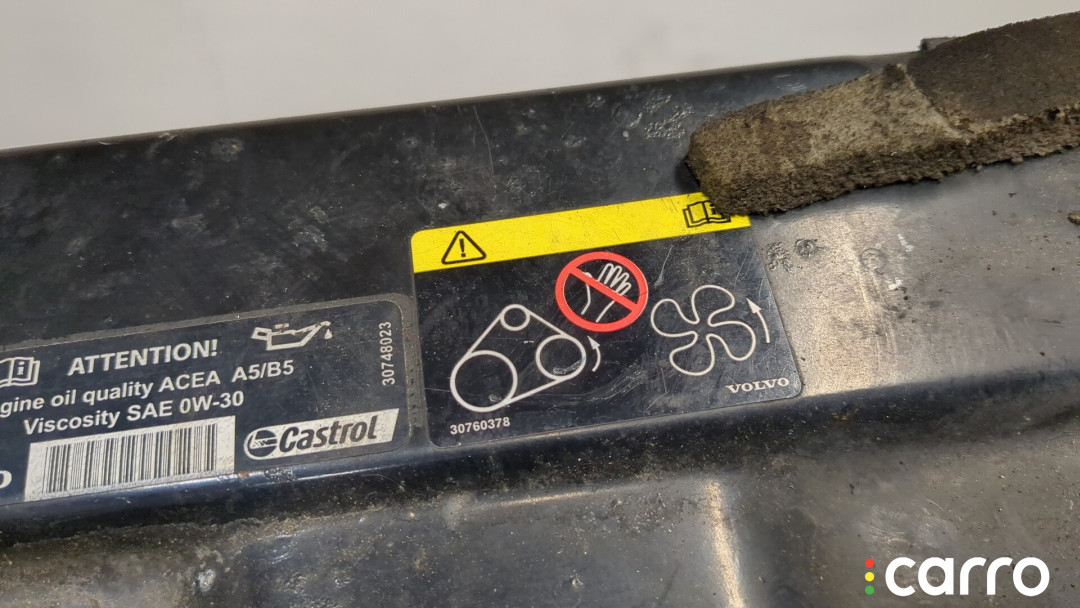 ATTENTION!
gine oil quality ACEA A5/B5
Viscosity SAE 0W-30
Castrol
30748023
30760378
VOLVO
carro